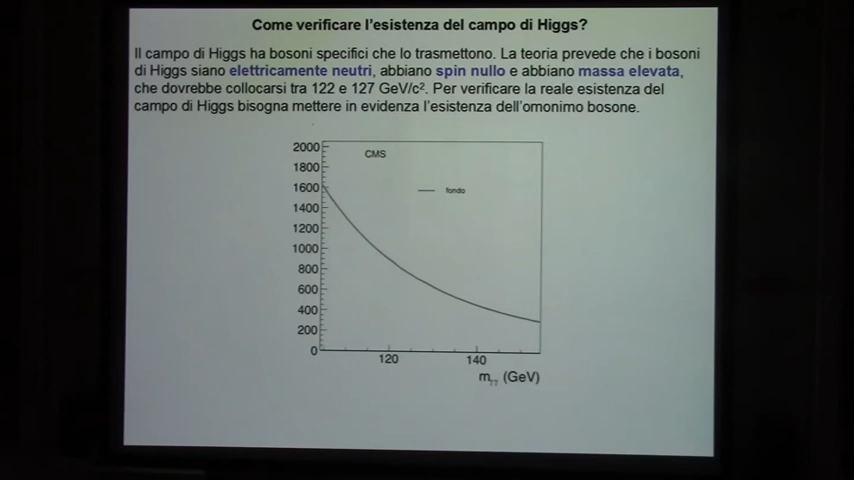 Come verificare l'esistenza del campo di Higgs?
Il campo di Higgs ha bosoni specifici che lo trasmettono. La teoria prevede che i bosoni
di Higgs siano elettricamente neutri, abbiano spin nullo e abbiano massa elevata,
che dovrebbe collocarsi tra 122 e 127 GeV/c². Per verificare la reale esistenza del
campo di Higgs bisogna mettere in evidenza l'esistenza dell'omonimo bosone.
2000
CMS
1800
fondo
1600
1400
1200
1000
800
600
400
200
0
120 140
m (GeV)